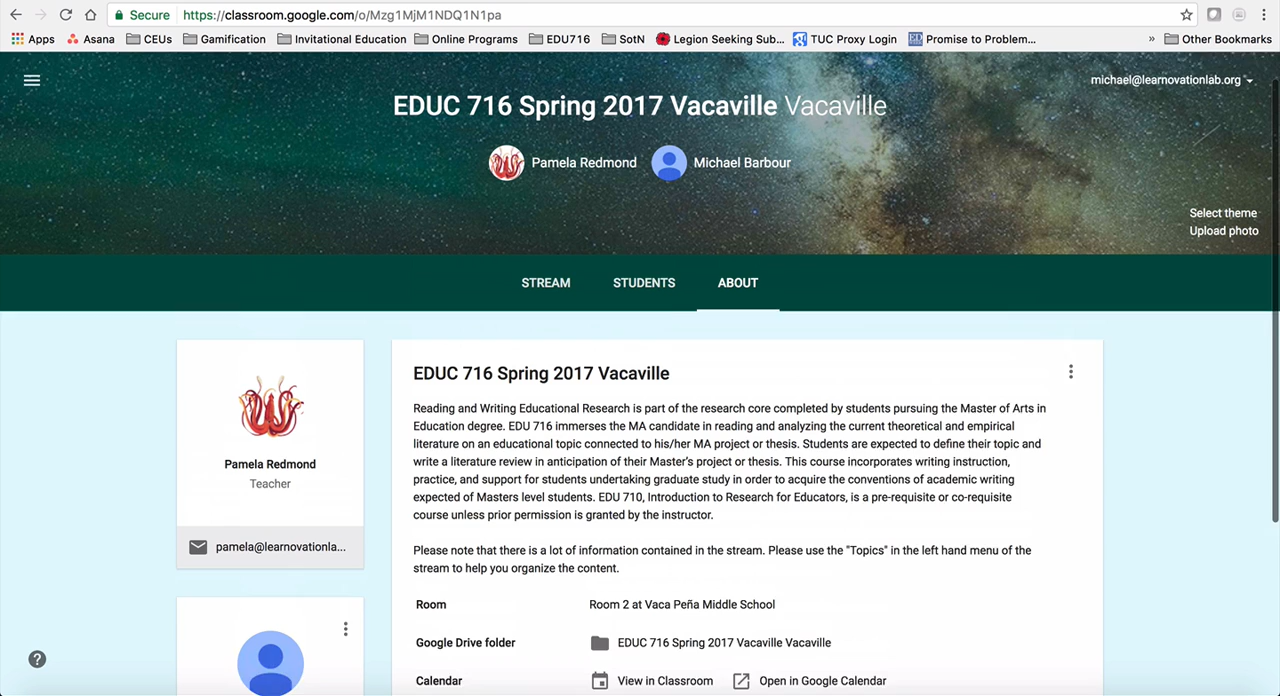 Secure https://classroom.google.com/o/Mzg1MjM1NDQ1N1pa
Apps Asana CEUs Gamification Invitational Education Online Programs EDU716 SotN Legion Seeking Sub... TUC Proxy Login Promise to Problem... » Other Bookmarks
michael@learnovationlab.org
EDUC 716 Spring 2017 Vacaville Vacaville
Pamela Redmond Michael Barbour
Select theme
Upload photo
STREAM STUDENTS ABOUT
Pamela Redmond
Teacher
pamela@learnovationla...
EDUC 716 Spring 2017 Vacaville
Reading and Writing Educational Research is part of the research core completed by students pursuing the Master of Arts in
Education degree. EDU 716 immerses the MA candidate in reading and analyzing the current theoretical and empirical
literature on an educational topic connected to his/her MA project or thesis. Students are expected to define their topic and
write a literature review in anticipation of their Master's project or thesis. This course incorporates writing instruction,
practice, and support for students undertaking graduate study in order to acquire the conventions of academic writing
expected of Masters level students. EDU 710, Introduction to Research for Educators, is a pre-requisite or co-requisite
course unless prior permission is granted by the instructor.
Please note that there is a lot of information contained in the stream. Please use the "Topics" in the left hand menu of the
stream to help you organize the content.
Room Room 2 at Vaca Peña Middle School
Google Drive folder EDUC 716 Spring 2017 Vacaville Vacaville
Calendar View in Classroom Open in Google Calendar